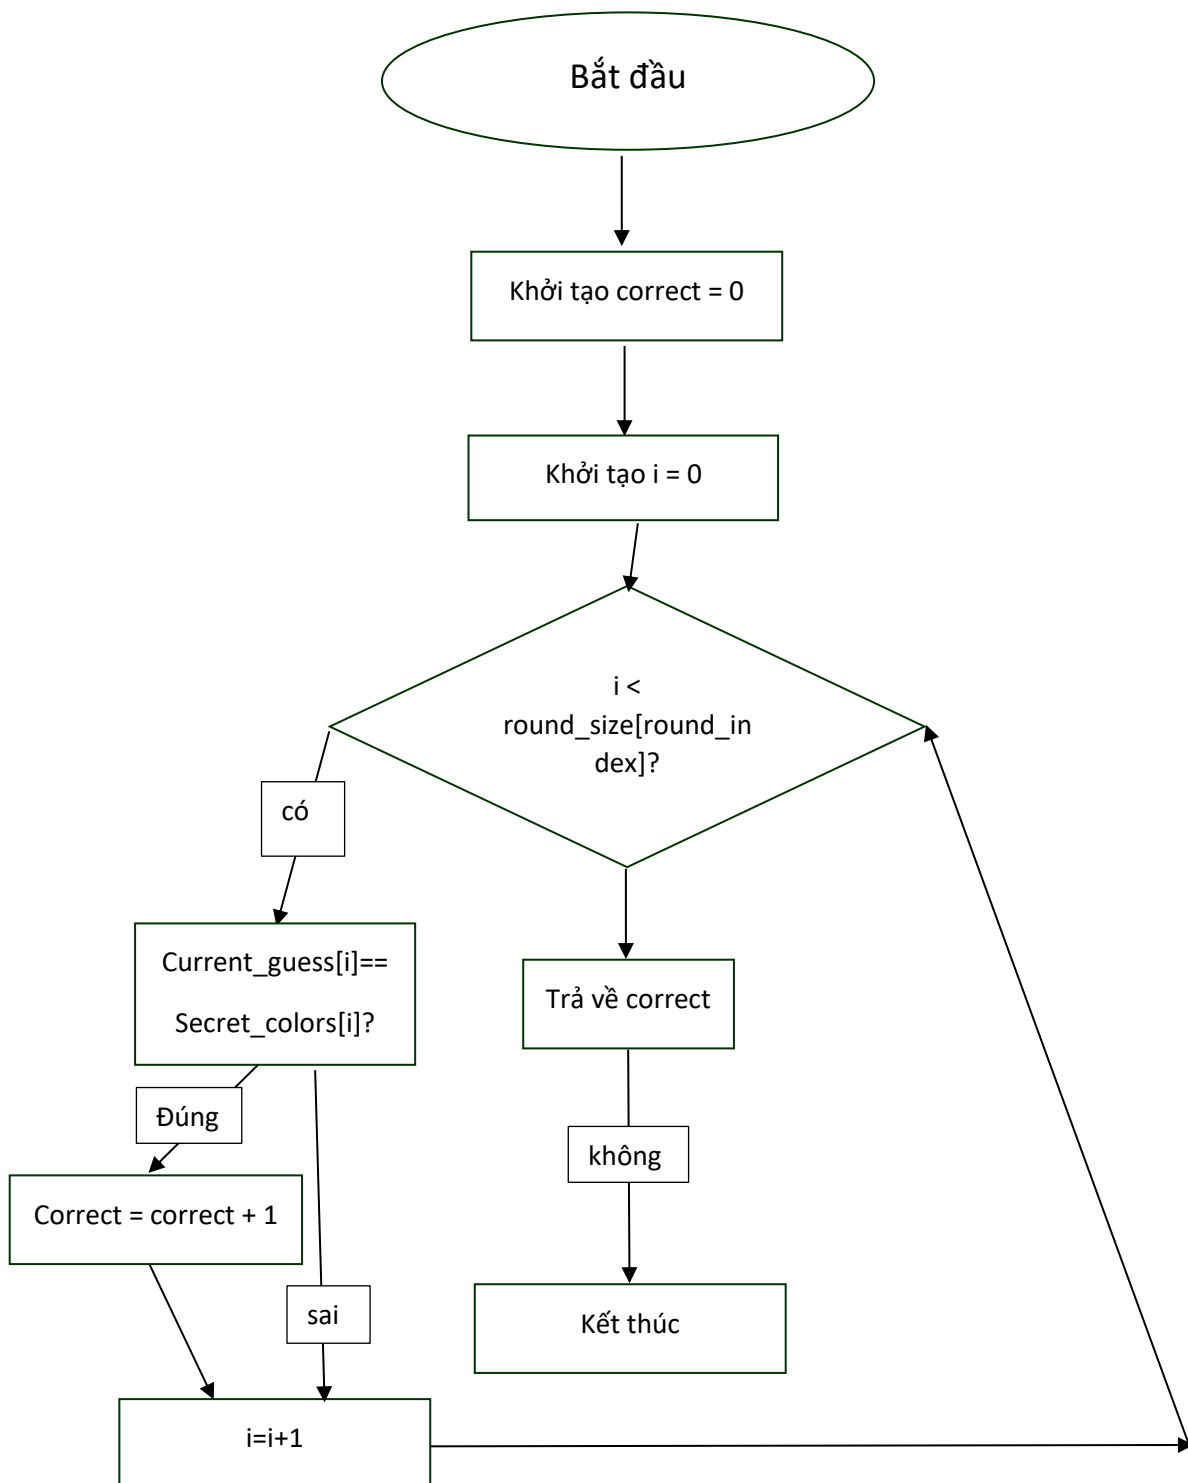 Bắt đầu
Khởi tạo correct = 0
Khởi tạo i = 0
i <
round_size[round_in
dex]?
có
Current_guess[i]==
Secret_colors[i]?
Trả về correct
Đúng
không
Correct = correct + 1
sai
Kết thúc
i=i+1